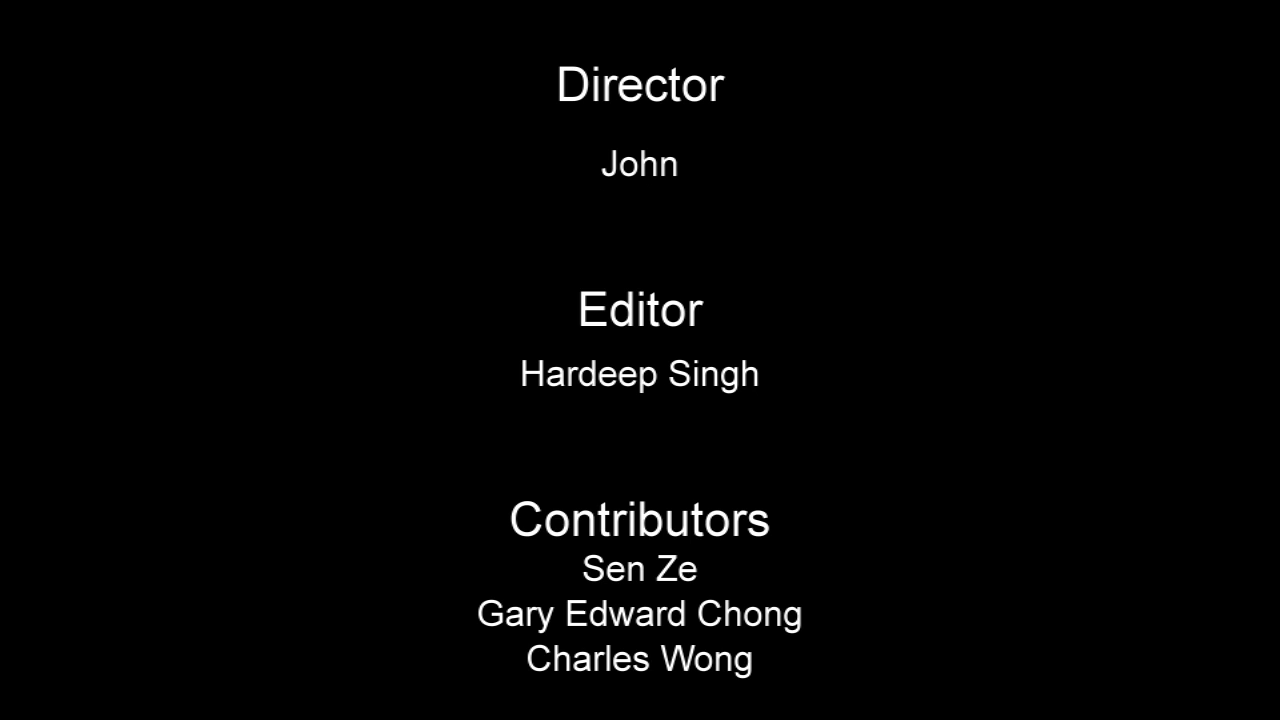 Director
John
Editor
Hardeep Singh
Contributors
Sen Ze
Gary Edward Chong
Charles Wong